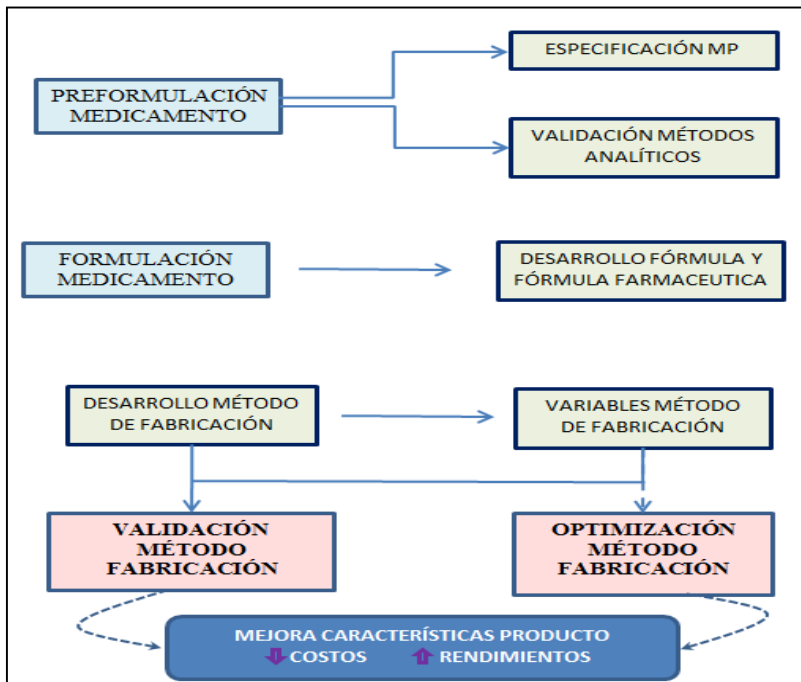 ESPECIFICACIÓN MP
PREFORMULACIÓN
MEDICAMENTO
VALIDACIÓN MÉTODOS
ANALÍTICOS
FORMULACIÓN
MEDICAMENTO
DESARROLLO FÓRMULA Y
FÓRMULA FARMACEUTICA
DESARROLLO MÉTODO
DE FABRICACIÓN
VARIABLES MÉTODO
DE FABRICACIÓN
VALIDACIÓN
MÉTODO
FABRICACIÓN
OPTIMIZACIÓN
MÉTODO
FABRICACIÓN
MEJORA CARACTERÍSTICAS PRODUCTO
COSTOS RENDIMIENTOS